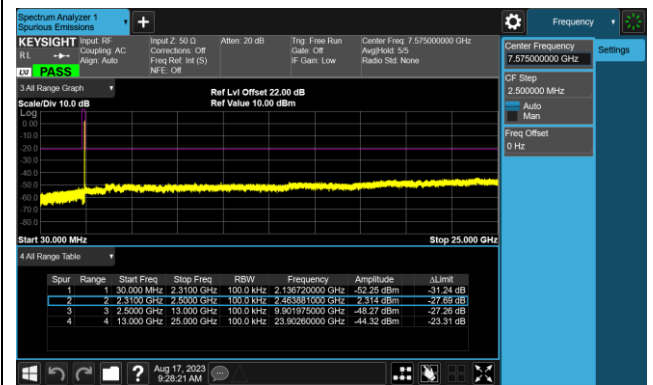 Spectrum Analyzer 1
Spurious Emissions
Frequency
KEYSIGHT
Input: RF
Input Z: 50 Ω
Atten: 20 dB
Trig: Free Run
Center Freq: 7.575000000 GHz
RL
Coupling: AC
Corrections: Off
Gate: Off
Avg|Hold: 5/5
Align: Auto
Freq Ref: Int (S)
IF Gain: Low
Radio Std: None
NFE: Off
LXI PASS
Center Frequency
7.575000000 GHz
Settings
CF Step
2.500000 MHz
Auto
Man
Freq Offset
0 Hz
3 All Range Graph
Ref Lvl Offset 22.00 dB
Scale/Div 10.0 dB
Ref Value 10.00 dBm
Log
0.00
-10.0
-20.0
-30.0
-40.0
-50.0
-60.0
-70.0
-80.0
Start 30.000 MHz
Stop 25.000 GHz
4 All Range Table
Spur Range Start Freq Stop Freq RBW Frequency Amplitude ΔLimit
1 1 30.000 MHz 2.3100 GHz 100.0 kHz 2.136720000 GHz -52.25 dBm -31.24 dB
2 2 2.3100 GHz 2.5000 GHz 100.0 kHz 2.463881000 GHz 2.314 dBm -27.69 dB
3 3 2.5000 GHz 13.000 GHz 100.0 kHz 9.901975000 GHz -48.27 dBm -27.26 dB
4 4 13.000 GHz 25.000 GHz 100.0 kHz 23.90260000 GHz -44.32 dBm -23.31 dB
Aug 17, 2023
9:28:21 AM